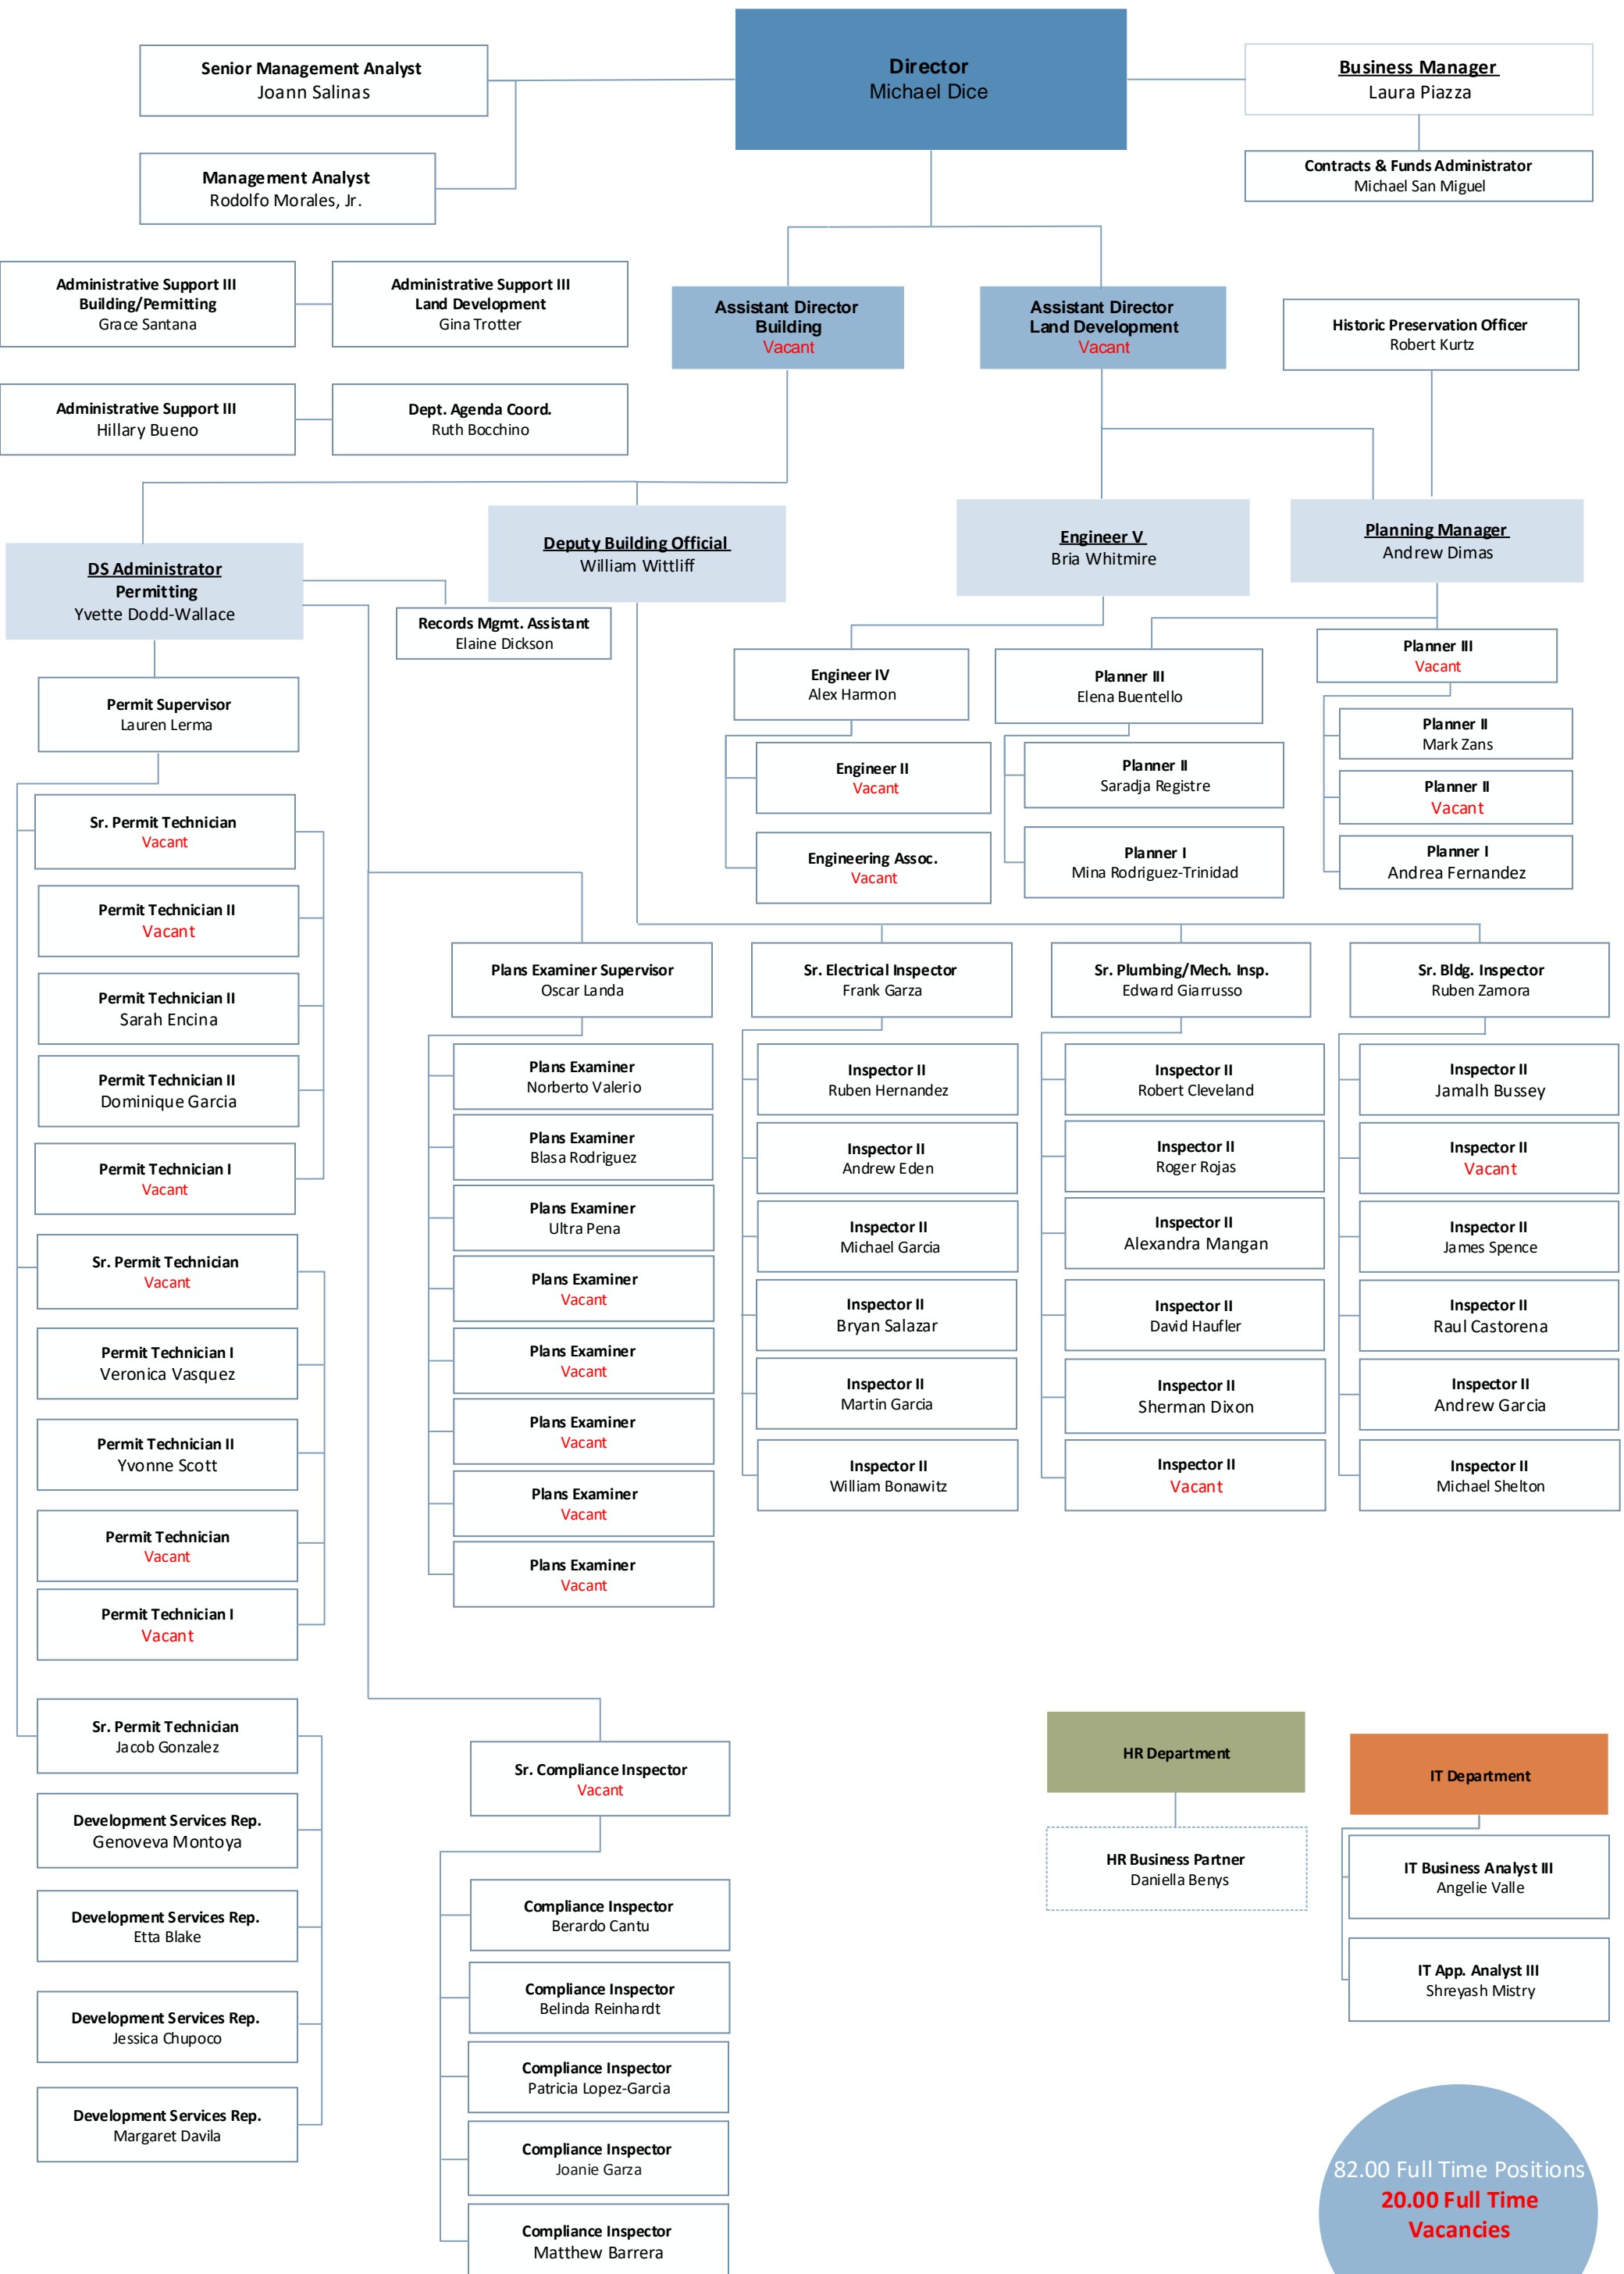 Director
Michael Dice
Senior Management Analyst
Joann Salinas
Management Analyst
Rodolfo Morales, Jr.
Business Manager
Laura Piazza
Contracts & Funds Administrator
Michael San Miguel
Administrative Support III
Building/Permitting
Grace Santana
Administrative Support III
Land Development
Gina Trotter
Administrative Support III
Hillary Bueno
Dept. Agenda Coord.
Ruth Bocchino
Assistant Director
Building
Vacant
Assistant Director
Land Development
Vacant
Historic Preservation Officer
Robert Kurtz
DS Administrator
Permitting
Yvette Dodd-Wallace
Deputy Building Official
William Wittliff
Engineer V
Bria Whitmire
Planning Manager
Andrew Dimas
Records Mgmt. Assistant
Elaine Dickson
Permit Supervisor
Lauren Lerma
Engineer IV
Alex Harmon
Engineer II
Vacant
Engineering Assoc.
Vacant
Planner III
Elena Buentello
Planner II
Saradja Registre
Planner I
Mina Rodriguez-Trinidad
Planner III
Vacant
Planner II
Mark Zans
Planner II
Vacant
Planner I
Andrea Fernandez
Sr. Permit Technician
Vacant
Permit Technician II
Vacant
Permit Technician II
Sarah Encina
Permit Technician II
Dominique Garcia
Permit Technician I
Vacant
Sr. Permit Technician
Vacant
Permit Technician I
Veronica Vasquez
Permit Technician II
Yvonne Scott
Permit Technician
Vacant
Permit Technician I
Vacant
Sr. Permit Technician
Jacob Gonzalez
Development Services Rep.
Genoveva Montoya
Development Services Rep.
Etta Blake
Development Services Rep.
Jessica Chupoco
Development Services Rep.
Margaret Davila
Plans Examiner Supervisor
Oscar Landa
Plans Examiner
Norberto Valerio
Plans Examiner
Blasa Rodriguez
Plans Examiner
Ultra Pena
Plans Examiner
Vacant
Plans Examiner
Vacant
Plans Examiner
Vacant
Plans Examiner
Vacant
Plans Examiner
Vacant
Sr. Electrical Inspector
Frank Garza
Inspector II
Ruben Hernandez
Inspector II
Andrew Eden
Inspector II
Michael Garcia
Inspector II
Bryan Salazar
Inspector II
Martin Garcia
Inspector II
William Bonawitz
Sr. Plumbing/Mech. Insp.
Edward Giarrusso
Inspector II
Robert Cleveland
Inspector II
Roger Rojas
Inspector II
Alexandra Mangan
Inspector II
David Haufler
Inspector II
Sherman Dixon
Inspector II
Vacant
Sr. Bldg. Inspector
Ruben Zamora
Inspector II
Jamalh Bussey
Inspector II
Vacant
Inspector II
James Spence
Inspector II
Raul Castorena
Inspector II
Andrew Garcia
Inspector II
Michael Shelton
Sr. Compliance Inspector
Vacant
Compliance Inspector
Berardo Cantu
Compliance Inspector
Belinda Reinhardt
Compliance Inspector
Patricia Lopez-Garcia
Compliance Inspector
Joanie Garza
Compliance Inspector
Matthew Barrera
HR Department
HR Business Partner
Daniella Benys
IT Department
IT Business Analyst III
Angelie Valle
IT App. Analyst III
Shreyash Mistry
82.00 Full Time Positions
20.00 Full Time
Vacancies